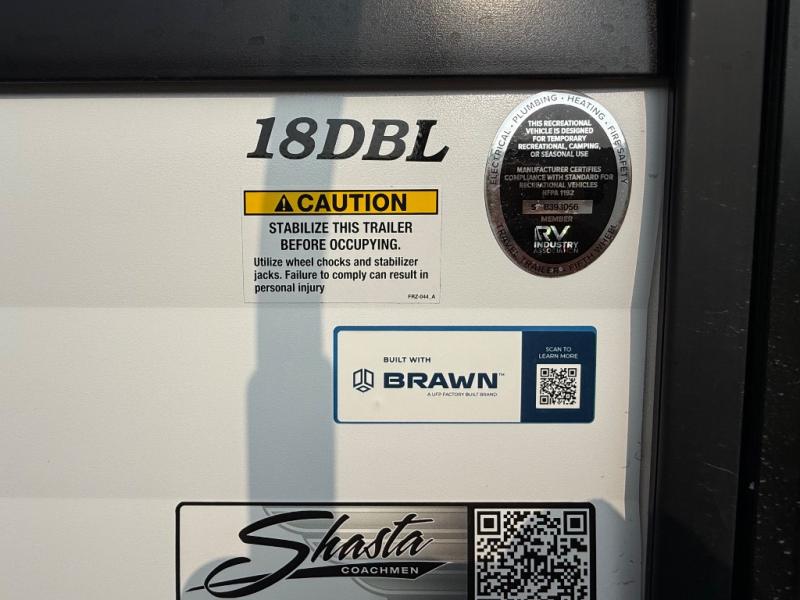 18DBL
CAUTION
STABILIZE THIS TRAILER
BEFORE OCCUPYING.
Utilize wheel chocks and stabilizer
jacks. Failure to comply can result in
personal injury
FRZ-044_A
ELECTRICAL • PLUMBING • HEATING • FIRE SAFETY
THIS RECREATIONAL
VEHICLE IS DESIGNED
FOR TEMPORARY
RECREATIONAL, CAMPING,
OR SEASONAL USE
MANUFACTURER CERTIFIES
COMPLIANCE WITH STANDARD FOR
RECREATIONAL VEHICLES
NFPA 1192
MEMBER
RV
INDUSTRY
ASSOCIATION
TRAVEL TRAILER • FIFTH WHEEL
BUILT WITH
BRAWN™
A UFP FACTORY BUILT BRAND
SCAN TO
LEARN MORE
Shasta
COACHMEN